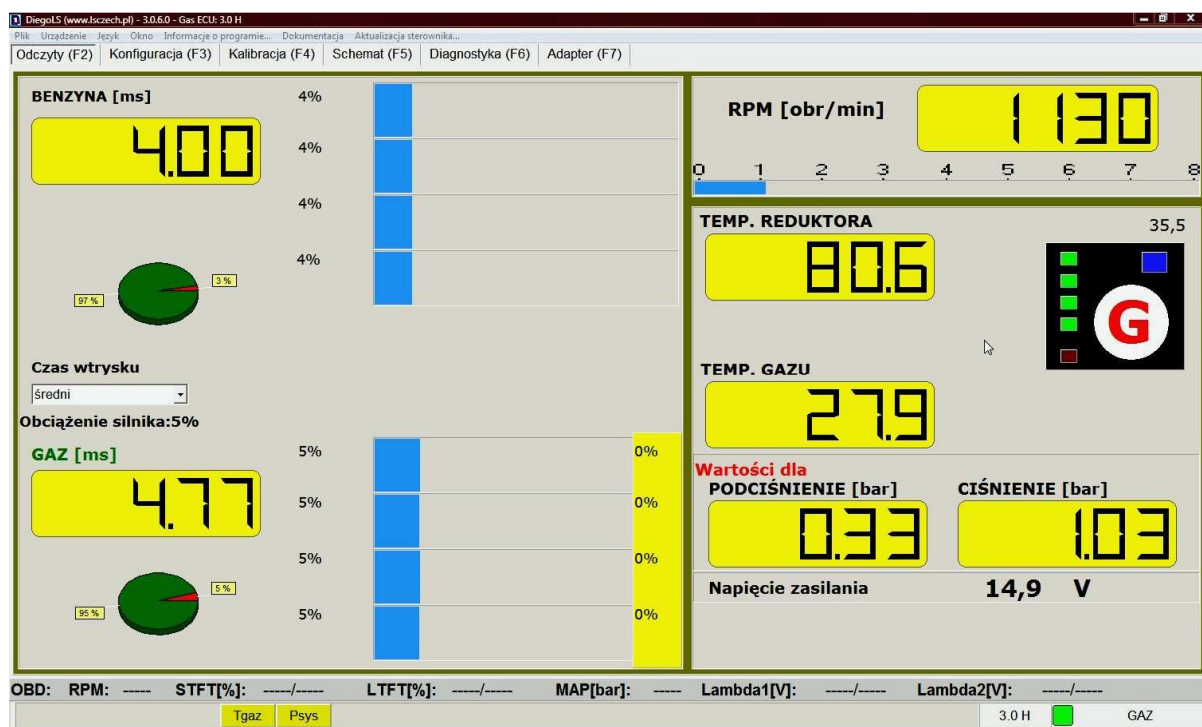 DiegoLS (www.lsczech.pl) - 3.0.6.0 - Gas ECU: 3.0 H
Plik Urządzenie Język Okno Informacje o programie... Dokumentacja Aktualizacja sterownika...
Odczyty (F2) Konfiguracja (F3) Kalibracja (F4) Schemat (F5) Diagnostyka (F6) Adapter (F7)
BENZYNA [ms]
4.00
4%
4%
4%
4%
97 %
3 %
Czas wtrysku
średni
Obciążenie silnika:5%
GAZ [ms]
4.77
5% 0%
5% 0%
5% 0%
5% 0%
95 %
5 %
RPM [obr/min]
1130
0 1 2 3 4 5 6 7 8
TEMP. REDUKTORA
80.6
35,5
G
TEMP. GAZU
27.9
Wartości dla
PODCIŚNIENIE [bar] CIŚNIENIE [bar]
0.33 1.03
Napięcie zasilania 14,9 V
OBD: RPM: ----- STFT[%]: -----/----- LTFT[%]: -----/----- MAP[bar]: ----- Lambda1[V]: -----/----- Lambda2[V]: -----/-----
Tgaz Psys 3.0 H GAZ